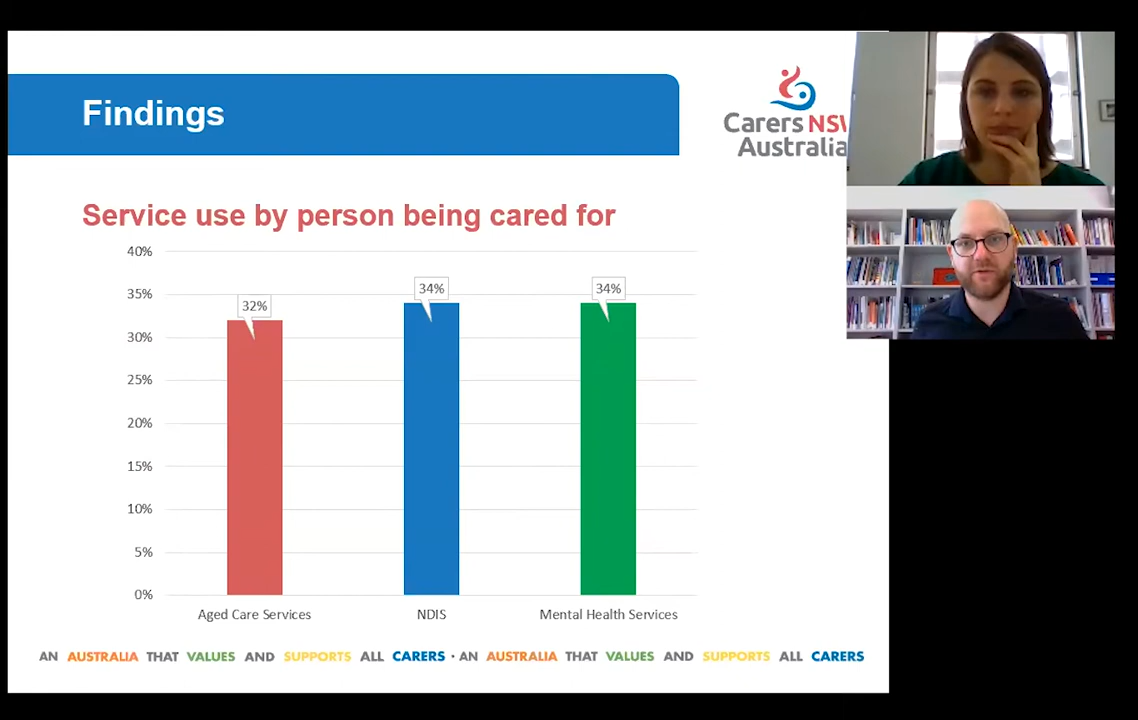 Findings
Carers NSW
Australia
Service use by person being cared for
40%
35%
30%
25%
20%
15%
10%
5%
0%
32%
34%
34%
Aged Care Services
NDIS
Mental Health Services
AN AUSTRALIA THAT VALUES AND SUPPORTS ALL CARERS · AN AUSTRALIA THAT VALUES AND SUPPORTS ALL CARERS